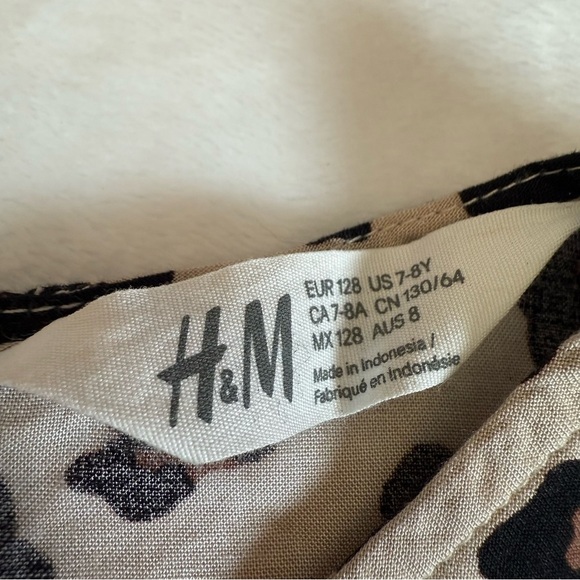 H&M
EUR 128 US 7-8Y
CA 7-8A CN 130/64
MX 128 AUS 8
Made in Indonesia /
Fabriqué en Indonésie